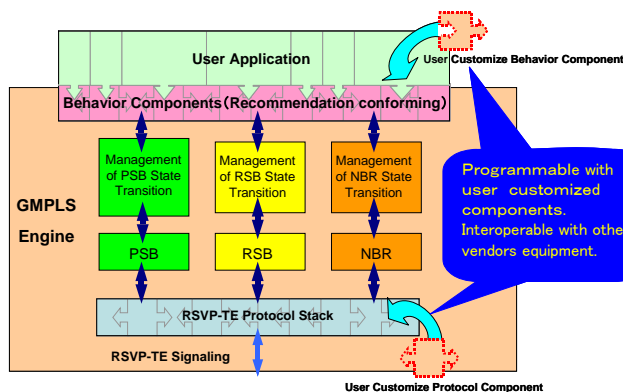 User Application
User Customize Behavior Component
Behavior Components(Recommendation conforming)
Management
of PSB State
Transition
Management
of RSB State
Transition
Management
of NBR State
Transition
Programmable with
user customized
components.
Interoperable with other
vendors equipment.
GMPLS
Engine
PSB
RSB
NBR
RSVP-TE Protocol Stack
RSVP-TE Signaling
User Customize Protocol Component